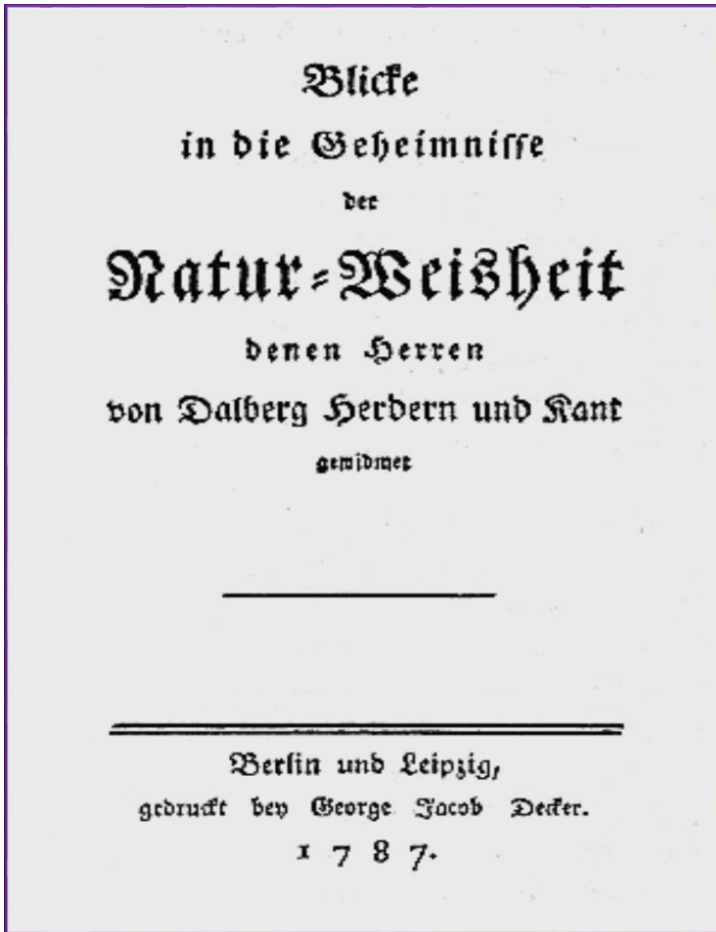 Blicke
in die Geheimnisse
der
Natur-Weisheit
denen Herren
von Dalberg Herdern und Kant
gewidmet
Berlin und Leipzig,
gedruckt bey George Jacob Decker.
1787.